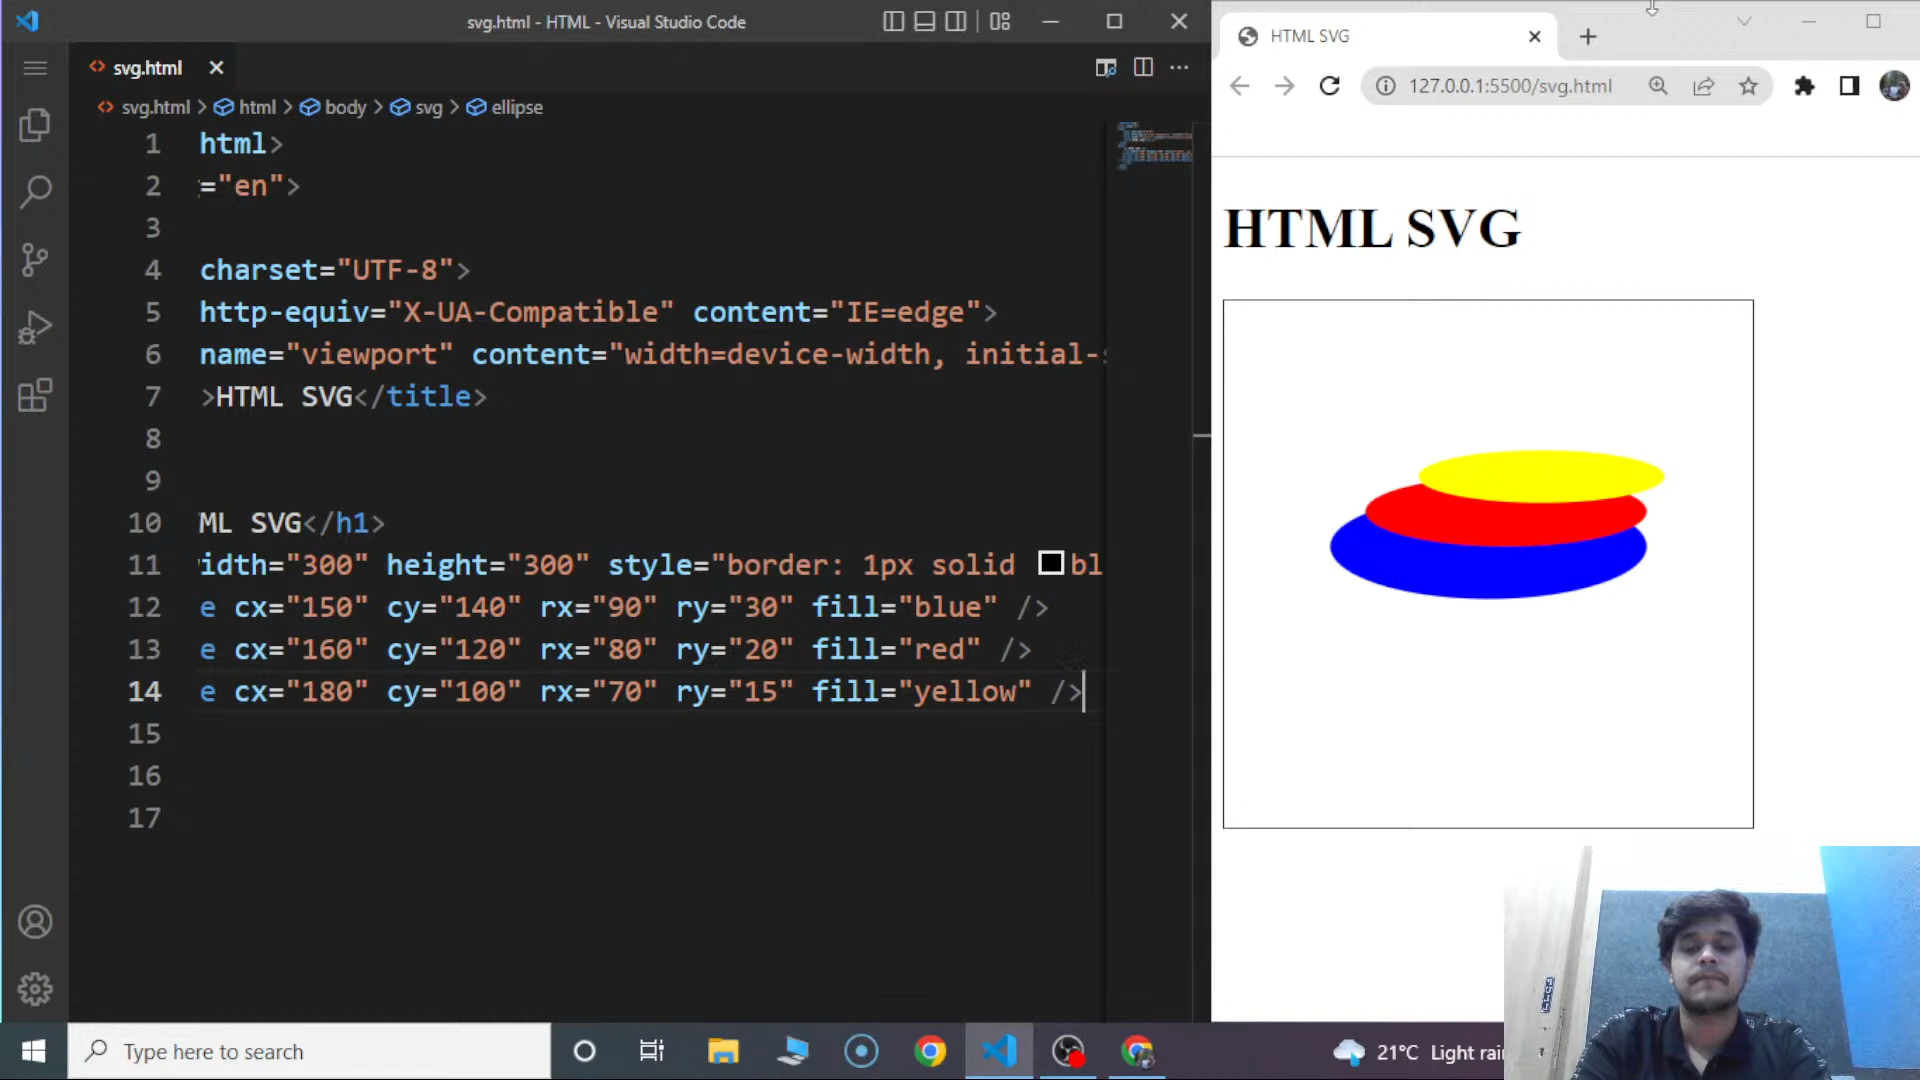 svg.html - HTML - Visual Studio Code
svg.html
svg.html > html > body > svg > ellipse
1 html>
2 ="en">
3
4 charset="UTF-8">
5 http-equiv="X-UA-Compatible" content="IE=edge">
6 name="viewport" content="width=device-width, initial-
7 >HTML SVG</title>
8
9
10 ML SVG</h1>
11 idth="300" height="300" style="border: 1px solid bl
12 e cx="150" cy="140" rx="90" ry="30" fill="blue" />
13 e cx="160" cy="120" rx="80" ry="20" fill="red" />
14 e cx="180" cy="100" rx="70" ry="15" fill="yellow" />
15
16
17
HTML SVG
127.0.0.1:5500/svg.html
HTML SVG
Type here to search
21°C Light rai